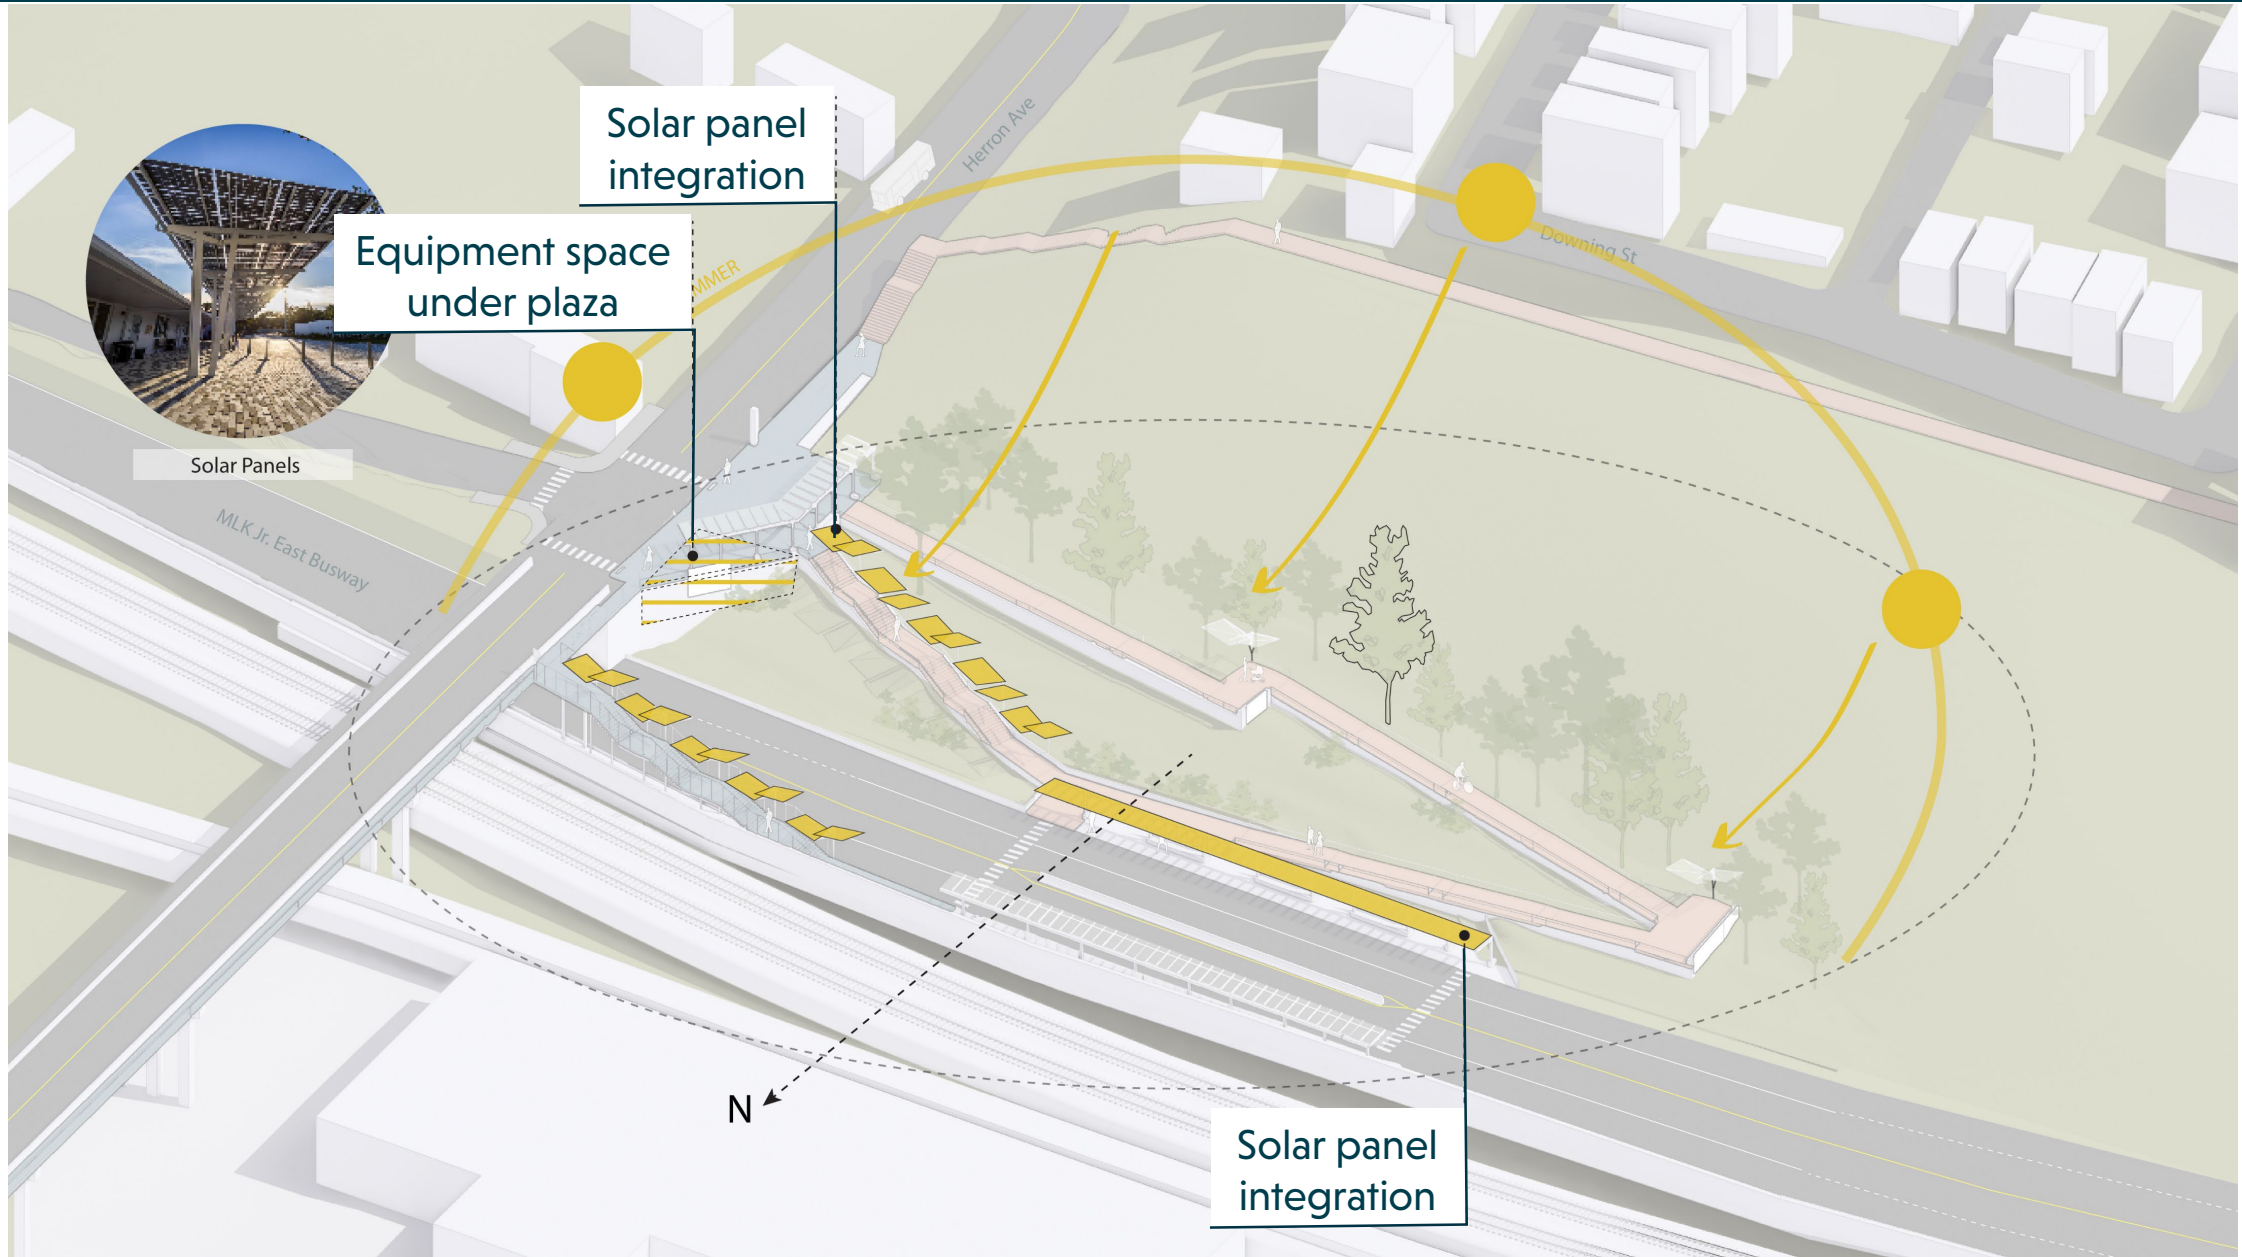 Solar panel
integration
Herron Ave
Equipment space
under plaza
MMER
Downing St
Solar Panels
MLK Jr. East Busway
N
Solar panel
integration